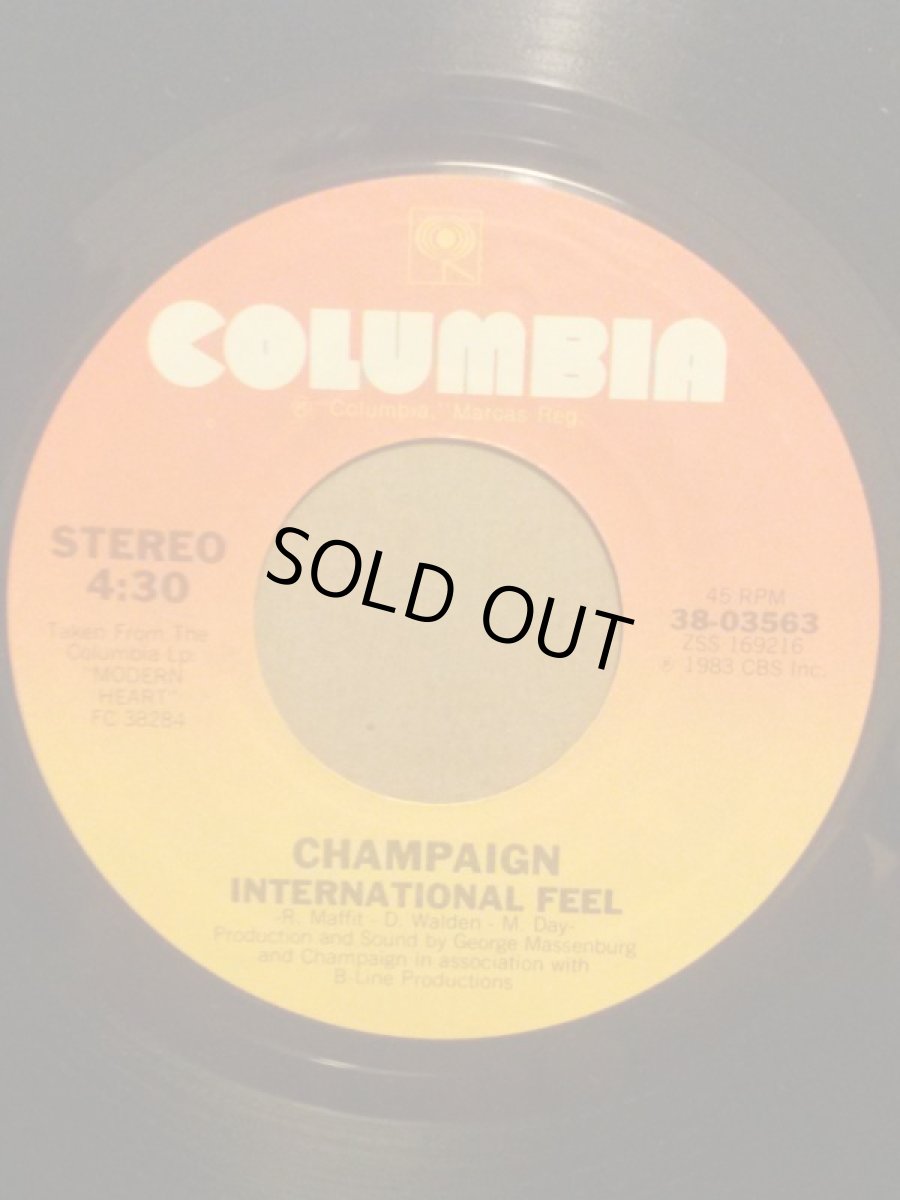 COLUMBIA
® "Columbia," Marcas Reg.
STEREO
4:30
Taken From The
Columbia Lp:
"MODERN
HEART"
FC 38284
SOLD OUT
45 RPM
38-03563
ZSS 169216
℗ 1983 CBS Inc.
CHAMPAIGN
INTERNATIONAL FEEL
-R. Maffit - D. Walden - M. Day-
Production and Sound by George Massenburg
and Champaign in association with
B-Line Productions